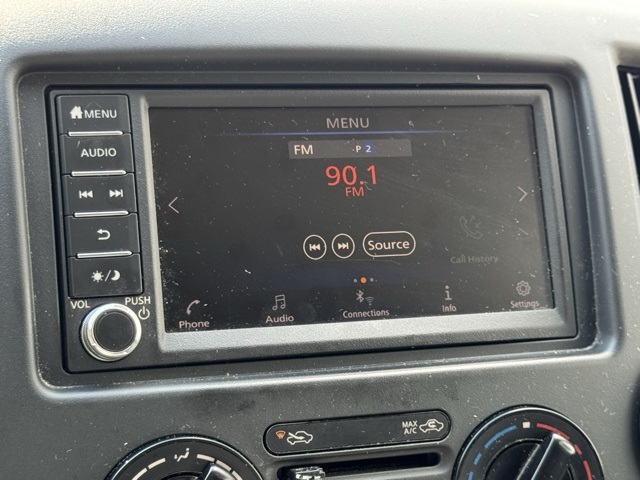 MENU
AUDIO
VOL PUSH
MENU
FM P 2
90.1
FM
Source
Call History
Phone
Audio
Connections
Info
Settings
MAX
A/C